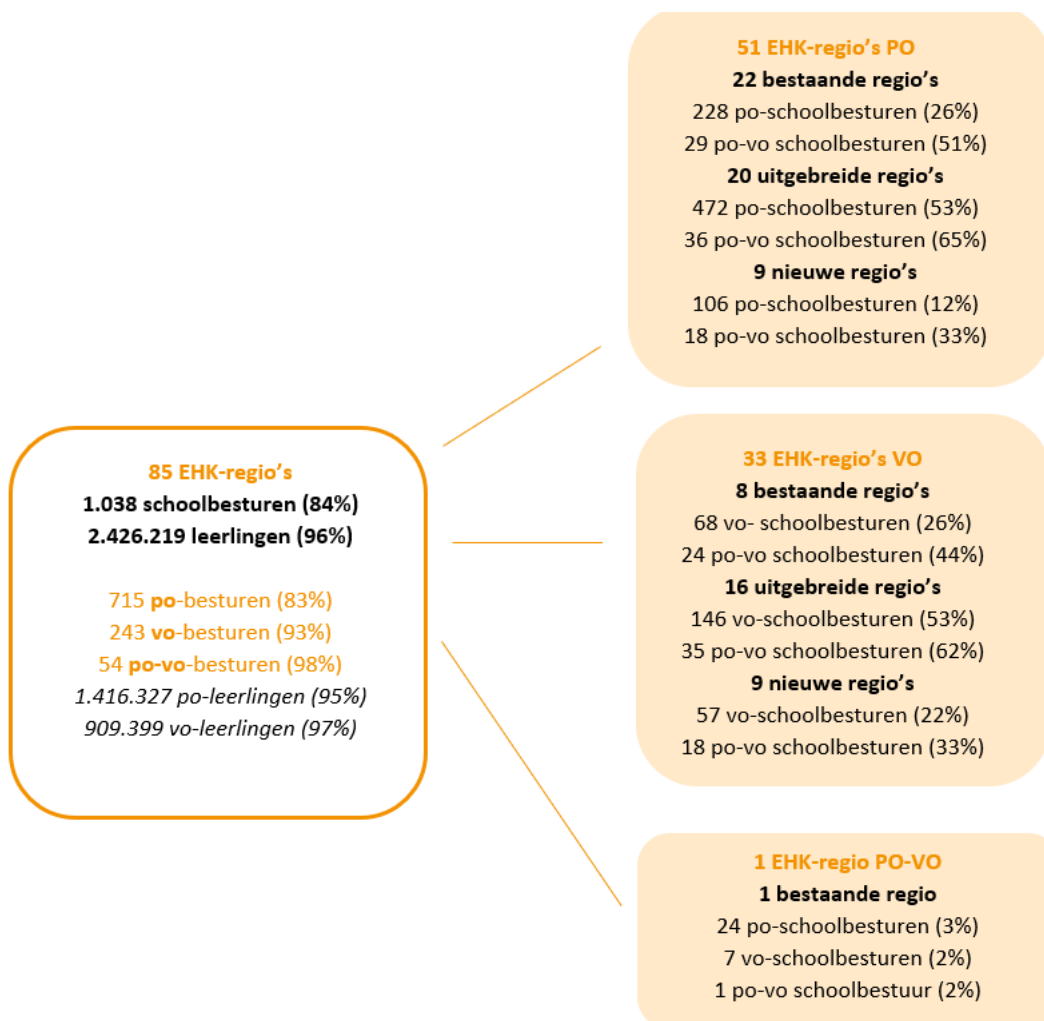 85 EHK-regio's
1.038 schoolbesturen (84%)
2.426.219 leerlingen (96%)
715 po-besturen (83%)
243 vo-besturen (93%)
54 po-vo-besturen (98%)
1.416.327 po-leerlingen (95%)
909.399 vo-leerlingen (97%)
51 EHK-regio's PO
22 bestaande regio's
228 po-schoolbesturen (26%)
29 po-vo schoolbesturen (51%)
20 uitgebreide regio's
472 po-schoolbesturen (53%)
36 po-vo schoolbesturen (65%)
9 nieuwe regio's
106 po-schoolbesturen (12%)
18 po-vo schoolbesturen (33%)
33 EHK-regio's VO
8 bestaande regio's
68 vo- schoolbesturen (26%)
24 po-vo schoolbesturen (44%)
16 uitgebreide regio's
146 vo-schoolbesturen (53%)
35 po-vo schoolbesturen (62%)
9 nieuwe regio's
57 vo-schoolbesturen (22%)
18 po-vo schoolbesturen (33%)
1 EHK-regio PO-VO
1 bestaande regio
24 po-schoolbesturen (3%)
7 vo-schoolbesturen (2%)
1 po-vo schoolbestuur (2%)